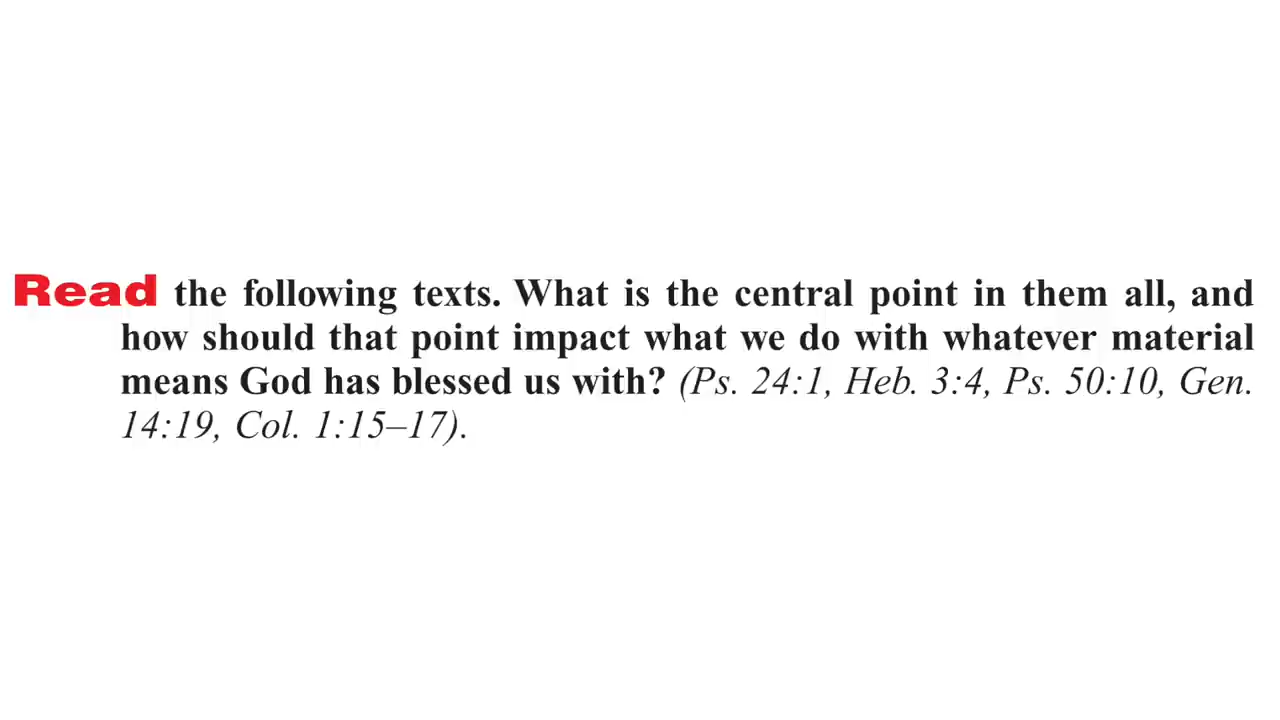 Read the following texts. What is the central point in them all, and
how should that point impact what we do with whatever material
means God has blessed us with? (Ps. 24:1, Heb. 3:4, Ps. 50:10, Gen.
14:19, Col. 1:15–17).